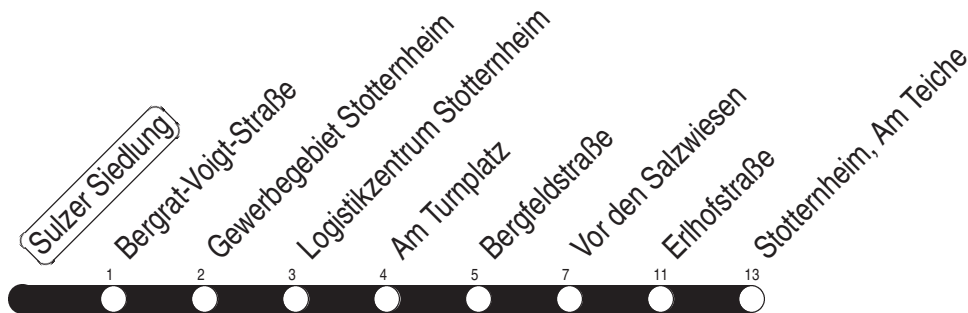 Sulzer Siedlung
Bergrat-Voigt-Straße
Gewerbegebiet Stotternheim
Logistikzentrum Stotternheim
Am Turnplatz
Bergfeldstraße
Vor den Salzwiesen
Erlhofstraße
Stotternheim, Am Teiche
1 2 3 4 5 7 11 13